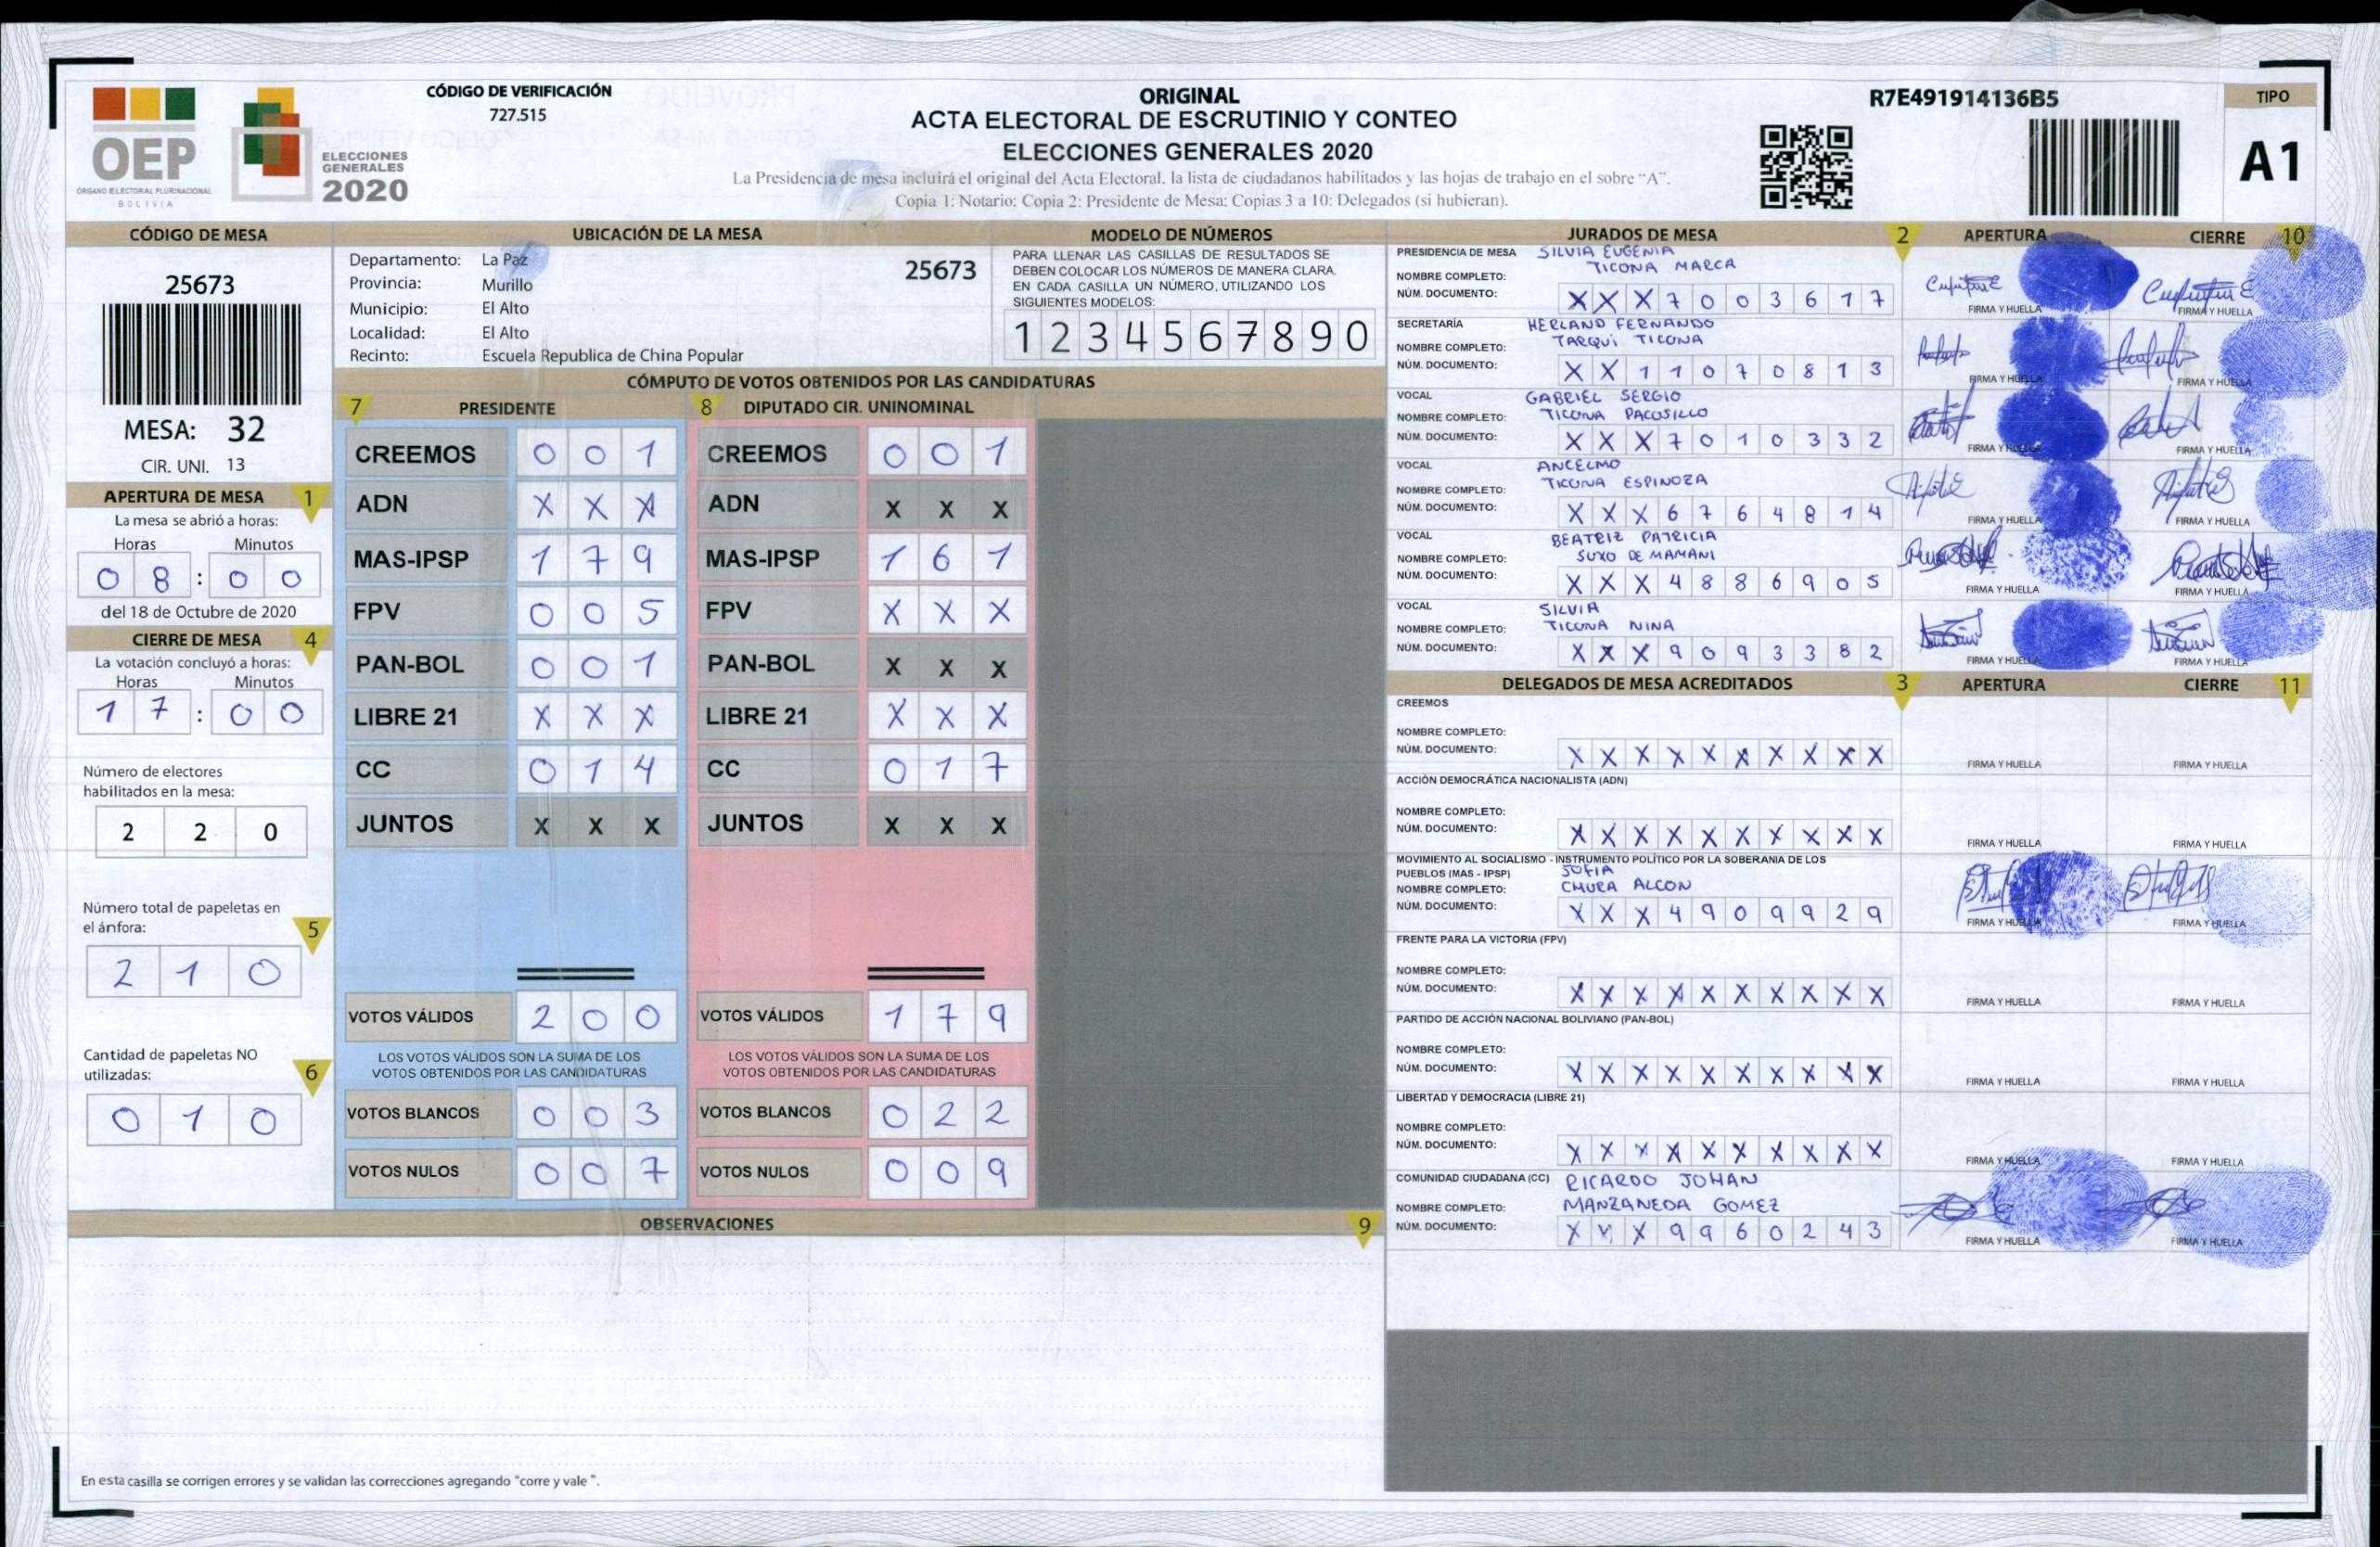 OEP
ÓRGANO ELECTORAL PLURINACIONAL
BOLIVIA
ELECCIONES
GENERALES
2020
CÓDIGO DE VERIFICACIÓN
727.515
ORIGINAL
ACTA ELECTORAL DE ESCRUTINIO Y CONTEO
ELECCIONES GENERALES 2020
La Presidencia de mesa incluirá el original del Acta Electoral, la lista de ciudadanos habilitados y las hojas de trabajo en el sobre “A”.
Copia 1: Notario; Copia 2: Presidente de Mesa; Copias 3 a 10: Delegados (si hubieran).
R7E491914136B5
TIPO
A1
CÓDIGO DE MESA
25673
MESA: 32
CIR. UNI. 13
APERTURA DE MESA 1
La mesa se abrió a horas:
Horas Minutos
0 8 : 0 0
del 18 de Octubre de 2020
CIERRE DE MESA 4
La votación concluyó a horas:
Horas Minutos
1 7 : 0 0
Número de electores
habilitados en la mesa:
2 2 0
Número total de papeletas en
el ánfora: 5
2 1 0
Cantidad de papeletas NO
utilizadas: 6
0 1 0
UBICACIÓN DE LA MESA
Departamento: La Paz 25673
Provincia: Murillo
Municipio: El Alto
Localidad: El Alto
Recinto: Escuela Republica de China Popular
MODELO DE NÚMEROS
PARA LLENAR LAS CASILLAS DE RESULTADOS SE
DEBEN COLOCAR LOS NÚMEROS DE MANERA CLARA.
EN CADA CASILLA UN NÚMERO, UTILIZANDO LOS
SIGUIENTES MODELOS:
1 2 3 4 5 6 7 8 9 0
CÓMPUTO DE VOTOS OBTENIDOS POR LAS CANDIDATURAS
7 PRESIDENTE
CREEMOS 0 0 1
ADN X X X
MAS-IPSP 1 7 9
FPV 0 0 5
PAN-BOL 0 0 1
LIBRE 21 X X X
CC 0 1 4
JUNTOS X X X
VOTOS VÁLIDOS 2 0 0
LOS VOTOS VÁLIDOS SON LA SUMA DE LOS
VOTOS OBTENIDOS POR LAS CANDIDATURAS
VOTOS BLANCOS 0 0 3
VOTOS NULOS 0 0 7
8 DIPUTADO CIR. UNINOMINAL
CREEMOS 0 0 1
ADN X X X
MAS-IPSP 1 6 1
FPV X X X
PAN-BOL X X X
LIBRE 21 X X X
CC 0 1 7
JUNTOS X X X
VOTOS VÁLIDOS 1 7 9
LOS VOTOS VÁLIDOS SON LA SUMA DE LOS
VOTOS OBTENIDOS POR LAS CANDIDATURAS
VOTOS BLANCOS 0 2 2
VOTOS NULOS 0 0 9
OBSERVACIONES 9
En esta casilla se corrigen errores y se validan las correcciones agregando "corre y vale ".
JURADOS DE MESA 2 APERTURA CIERRE 10
PRESIDENCIA DE MESA SILVIA EUGENIA
NOMBRE COMPLETO: TICONA MARCA
NÚM. DOCUMENTO: X X X 7 0 0 3 6 1 7
FIRMA Y HUELLA FIRMA Y HUELLA
SECRETARÍA HERLAND FERNANDO
NOMBRE COMPLETO: TARQUI TICONA
NÚM. DOCUMENTO: X X 1 1 0 7 0 8 1 3
FIRMA Y HUELLA FIRMA Y HUELLA
VOCAL GABRIEL SERGIO
NOMBRE COMPLETO: TICONA PACOSILLO
NÚM. DOCUMENTO: X X X 7 0 1 0 3 3 2
FIRMA Y HUELLA FIRMA Y HUELLA
VOCAL ANCELMO
NOMBRE COMPLETO: TICONA ESPINOZA
NÚM. DOCUMENTO: X X X 6 7 6 4 8 1 4
FIRMA Y HUELLA FIRMA Y HUELLA
VOCAL BEATRIZ PATRICIA
NOMBRE COMPLETO: SUXO DE MAMANI
NÚM. DOCUMENTO: X X X 4 8 8 6 9 0 5
FIRMA Y HUELLA FIRMA Y HUELLA
VOCAL SILVIA
NOMBRE COMPLETO: TICONA NINA
NÚM. DOCUMENTO: X X X 9 0 9 3 3 8 2
FIRMA Y HUELLA FIRMA Y HUELLA
DELEGADOS DE MESA ACREDITADOS 3 APERTURA CIERRE 11
CREEMOS
NOMBRE COMPLETO:
NÚM. DOCUMENTO: X X X X X X X X X X
FIRMA Y HUELLA FIRMA Y HUELLA
ACCIÓN DEMOCRÁTICA NACIONALISTA (ADN)
NOMBRE COMPLETO:
NÚM. DOCUMENTO: X X X X X X X X X X
FIRMA Y HUELLA FIRMA Y HUELLA
MOVIMIENTO AL SOCIALISMO - INSTRUMENTO POLÍTICO POR LA SOBERANIA DE LOS
PUEBLOS (MAS - IPSP) SOFIA
NOMBRE COMPLETO: CHURA ALCON
NÚM. DOCUMENTO: X X X 4 9 0 9 9 2 9
FIRMA Y HUELLA FIRMA Y HUELLA
FRENTE PARA LA VICTORIA (FPV)
NOMBRE COMPLETO:
NÚM. DOCUMENTO: X X X X X X X X X X
FIRMA Y HUELLA FIRMA Y HUELLA
PARTIDO DE ACCIÓN NACIONAL BOLIVIANO (PAN-BOL)
NOMBRE COMPLETO:
NÚM. DOCUMENTO: X X X X X X X X X X
FIRMA Y HUELLA FIRMA Y HUELLA
LIBERTAD Y DEMOCRACIA (LIBRE 21)
NOMBRE COMPLETO:
NÚM. DOCUMENTO: X X X X X X X X X X
FIRMA Y HUELLA FIRMA Y HUELLA
COMUNIDAD CIUDADANA (CC) RICARDO JOHAN
NOMBRE COMPLETO: MANZANEDA GOMEZ
NÚM. DOCUMENTO: X X X 9 9 6 0 2 4 3
FIRMA Y HUELLA FIRMA Y HUELLA